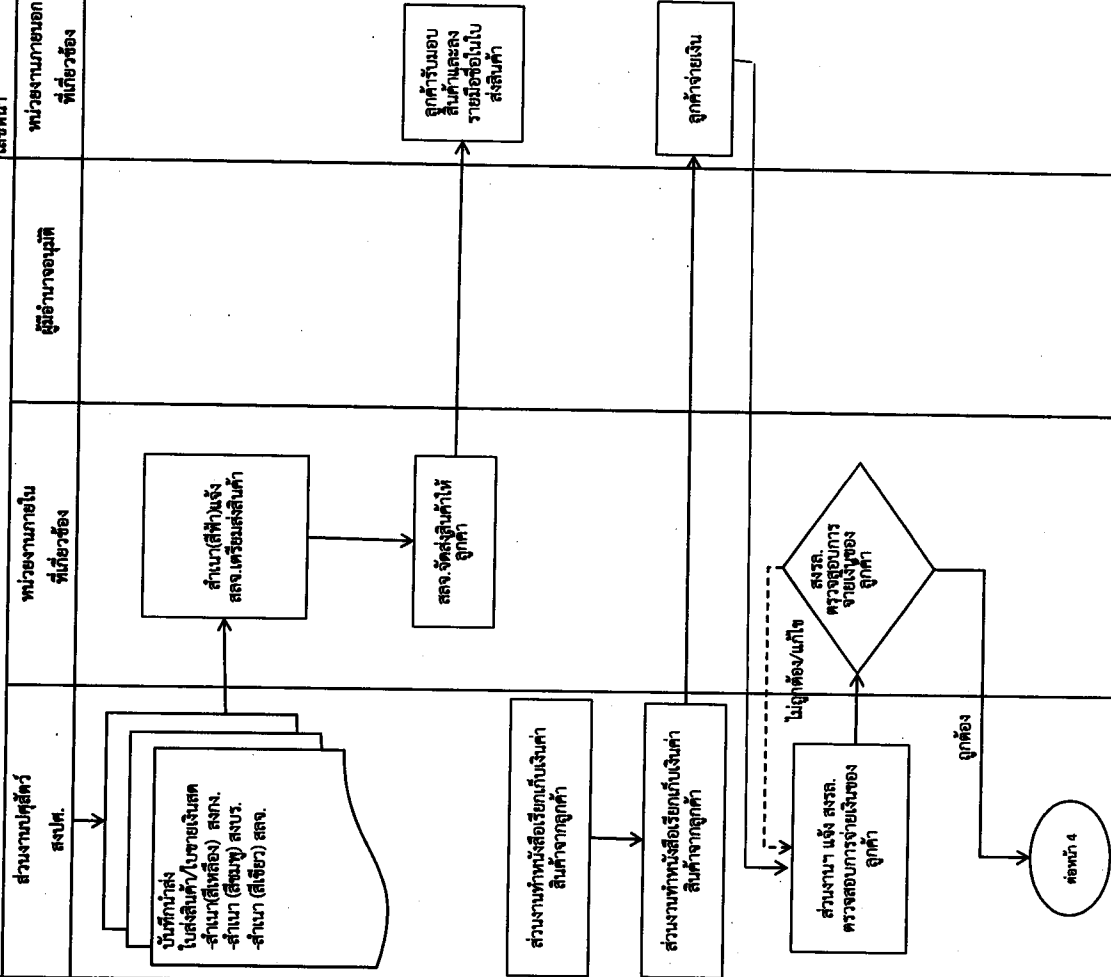 เลขหน้า
ส่วนงานปศุสัตว์
สงปศ.
หน่วยงานภายใน
ที่เกี่ยวข้อง
ผู้มีอำนาจอนุมัติ
หน่วยงานภายนอก
ที่เกี่ยวข้อง
บันทึกนำส่ง
ใบส่งสินค้า/ใบขายเงินสด
-สำเนา(สีเหลือง) สงกง.
-สำเนา (สีชมพู) สงบร.
-สำเนา (สีเขียว) สลจ.
สำเนา(สีฟ้า)แจ้ง
สลจ.เตรียมส่งสินค้า
สลจ.จัดส่งสินค้าให้
ลูกค้า
ลูกค้ารับมอบ
สินค้าและลง
รายมือชื่อในใบ
ส่งสินค้า
ส่วนงานทำหนังสือเรียกเก็บเงินค่า
สินค้าจากลูกค้า
ส่วนงานทำหนังสือเรียกเก็บเงินค่า
สินค้าจากลูกค้า
ลูกค้าจ่ายเงิน
ส่วนงานฯ แจ้ง สงรล.
ตรวจสอบการจ่ายเงินของ
ลูกค้า
ไม่ถูกต้อง/แก้ไข
สงรล.
ตรวจสอบการ
จ่ายเงินของ
ลูกค้า
ถูกต้อง
ต่อหน้า 4